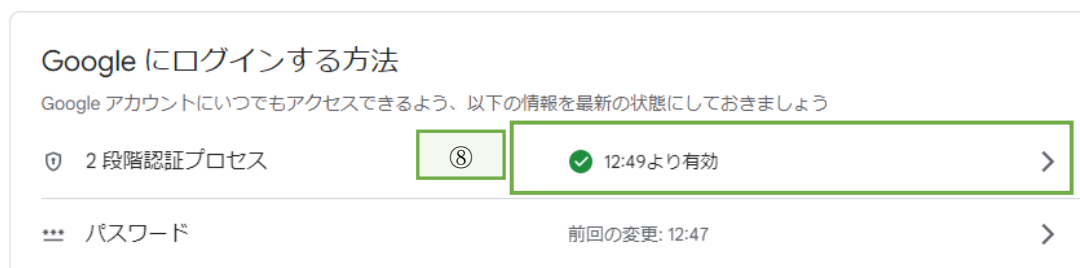 Google にログインする方法
Google アカウントにいつでもアクセスできるよう、以下の情報を最新の状態にしておきましょう
2 段階認証プロセス ⑧ 12:49より有効
パスワード 前回の変更: 12:47